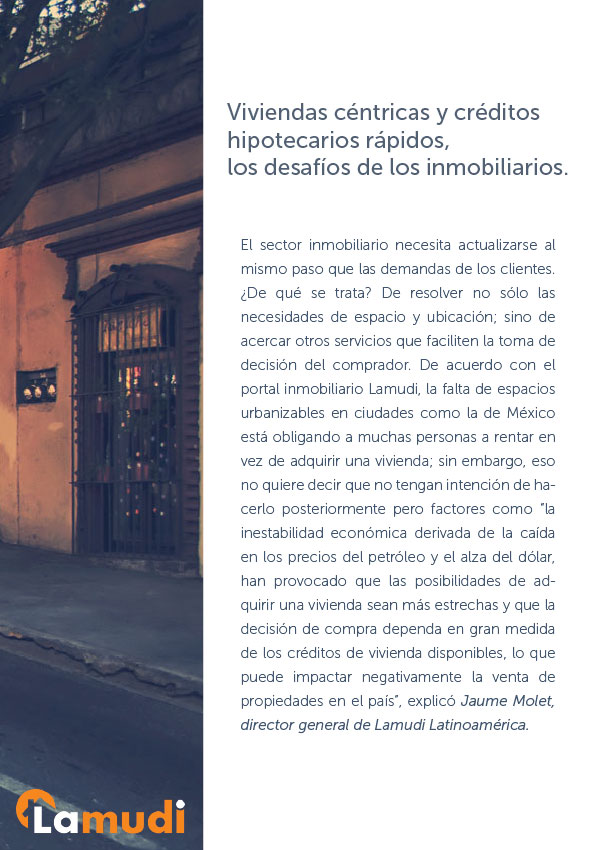 Viviendas céntricas y créditos
hipotecarios rápidos,
los desafíos de los inmobiliarios.
El sector inmobiliario necesita actualizarse al
mismo paso que las demandas de los clientes.
¿De qué se trata? De resolver no sólo las
necesidades de espacio y ubicación; sino de
acercar otros servicios que faciliten la toma de
decisión del comprador. De acuerdo con el
portal inmobiliario Lamudi, la falta de espacios
urbanizables en ciudades como la de México
está obligando a muchas personas a rentar en
vez de adquirir una vivienda; sin embargo, eso
no quiere decir que no tengan intención de ha-
cerlo posteriormente pero factores como “la
inestabilidad económica derivada de la caída
en los precios del petróleo y el alza del dólar,
han provocado que las posibilidades de ad-
quirir una vivienda sean más estrechas y que la
decisión de compra dependa en gran medida
de los créditos de vivienda disponibles, lo que
puede impactar negativamente la venta de
propiedades en el país”, explicó Jaume Molet,
director general de Lamudi Latinoamérica.
Lamudi